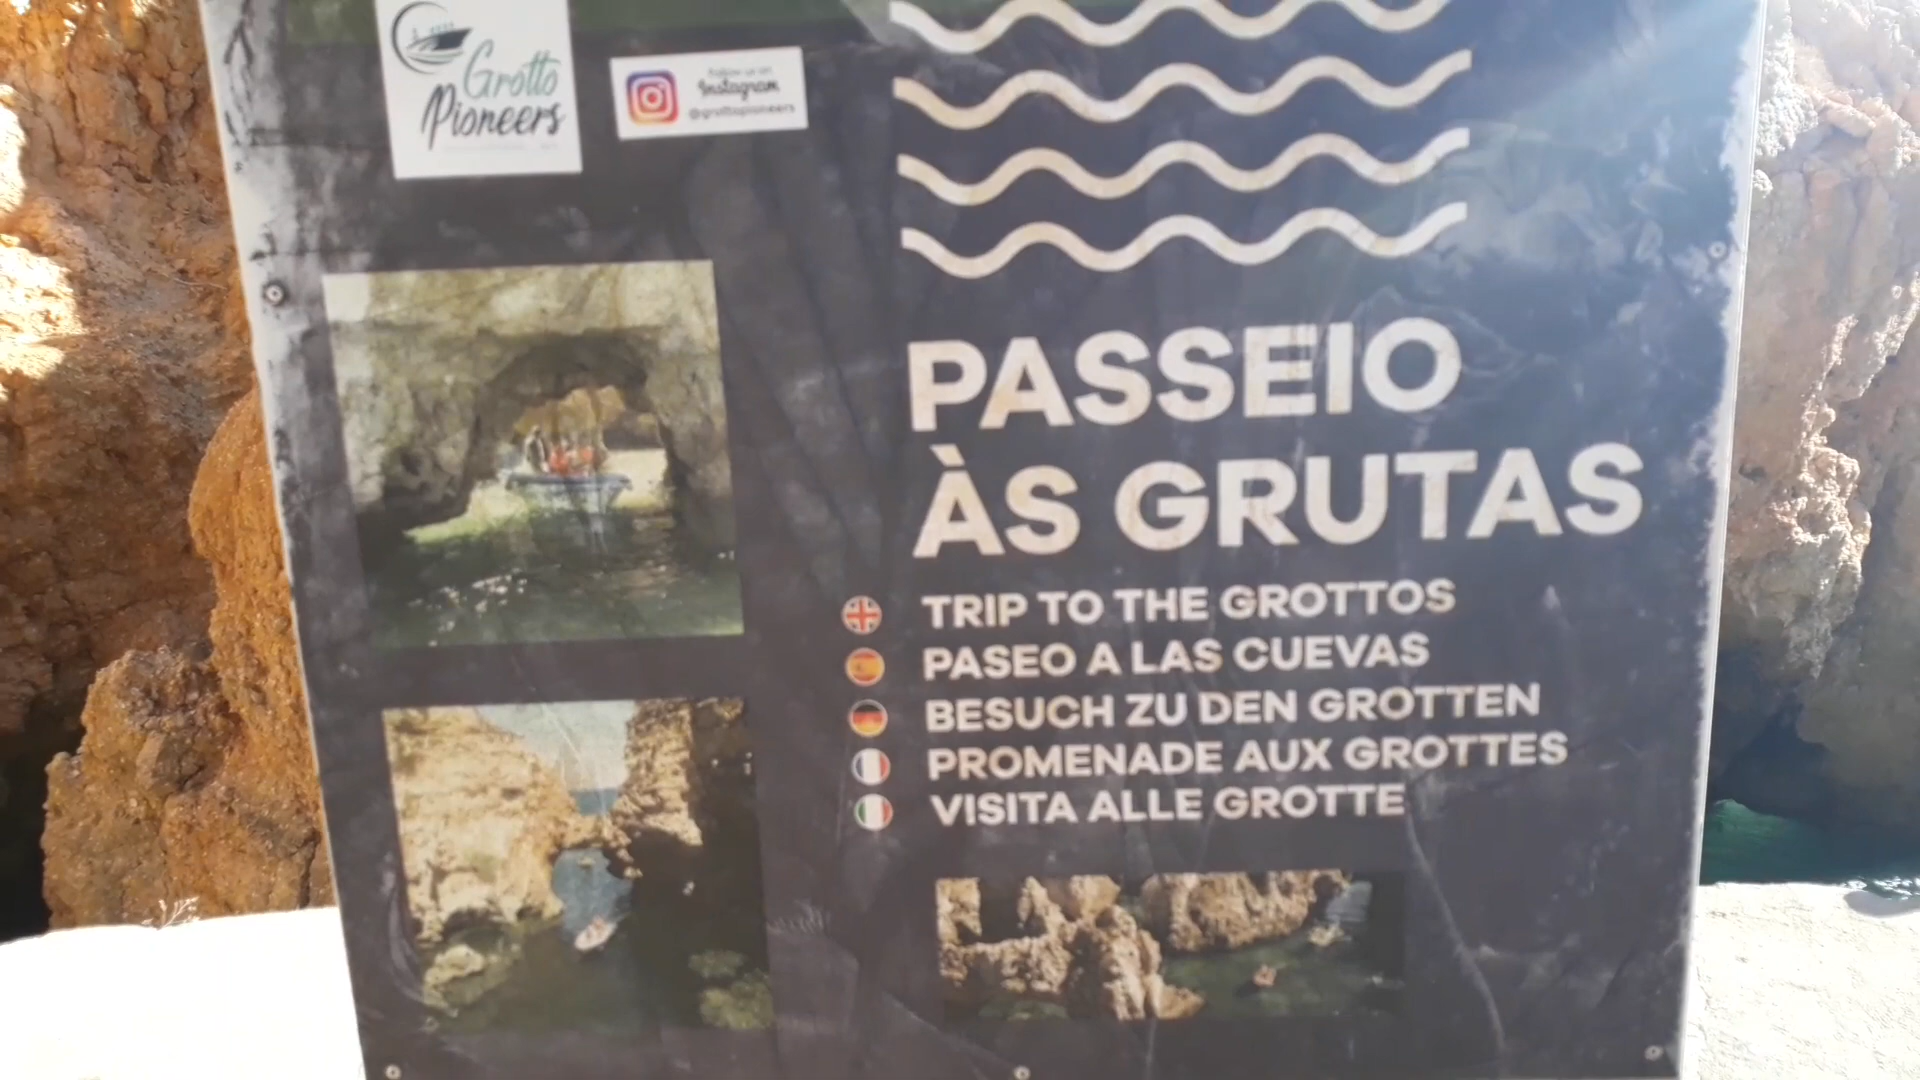 Grotto
Pioneers
Follow us on
Instagram
@grottopioneers
PASSEIO
ÀS GRUTAS
TRIP TO THE GROTTOS
PASEO A LAS CUEVAS
BESUCH ZU DEN GROTTEN
PROMENADE AUX GROTTES
VISITA ALLE GROTTE